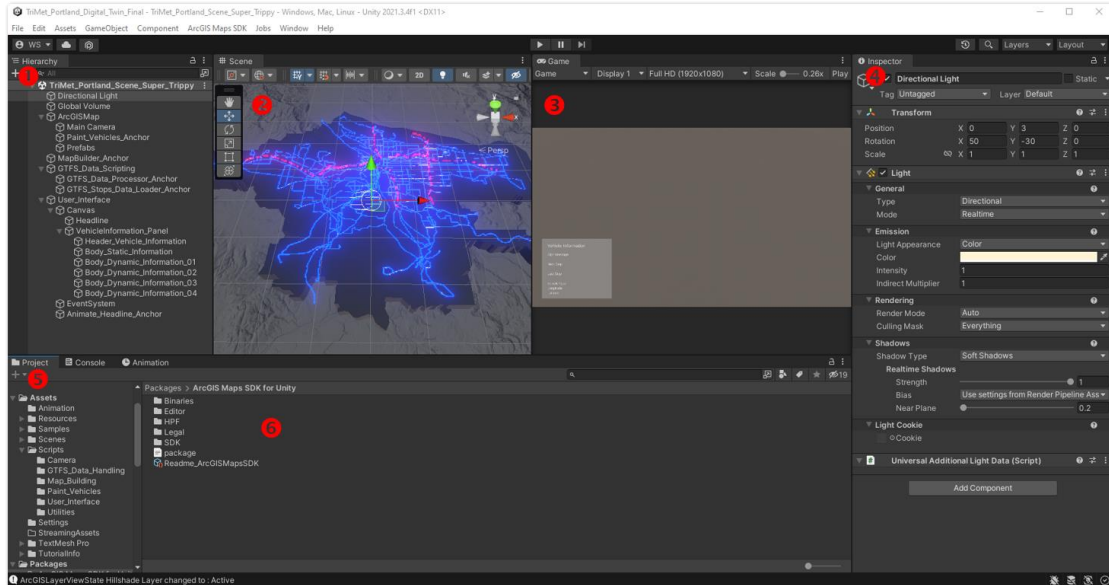 TriMet_Portland_Digital_Twin_Final - TriMet_Portland_Scene_Super_Trippy - Windows, Mac, Linux - Unity 2021.3.4f1 <DX11>
File Edit Assets GameObject Component ArcGIS Maps SDK Jobs Window Help
WS
Layers Layout
Hierarchy
1
All
TriMet_Portland_Scene_Super_Trippy
Directional Light
Global Volume
ArcGISMap
Main Camera
Paint_Vehicles_Anchor
Prefabs
MapBuilder_Anchor
GTFS_Data_Scripting
GTFS_Data_Processor_Anchor
GTFS_Stops_Data_Loader_Anchor
User_Interface
Canvas
Headline
VehicleInformation_Panel
Header_Vehicle_Information
Body_Static_Information
Body_Dynamic_Information_01
Body_Dynamic_Information_02
Body_Dynamic_Information_03
Body_Dynamic_Information_04
EventSystem
Animate_Headline_Anchor
Scene
2D
2
Persp
Game
Game Display 1 Full HD (1920x1080) Scale 0.26x Play
3
Vehicle Information
Inspector
4
Directional Light Static
Tag Untagged Layer Default
Transform
Position X 0 Y 3 Z 0
Rotation X 50 Y -30 Z 0
Scale X 1 Y 1 Z 1
Light
General
Type Directional
Mode Realtime
Emission
Light Appearance Color
Color
Intensity 1
Indirect Multiplier 1
Rendering
Render Mode Auto
Culling Mask Everything
Shadows
Shadow Type Soft Shadows
Realtime Shadows
Strength 1
Bias Use settings from Render Pipeline Ass
Near Plane 0.2
Light Cookie
Cookie
Universal Additional Light Data (Script)
Add Component
Project Console Animation
5
19
Assets
Animation
Resources
Samples
Scenes
Scripts
Camera
GTFS_Data_Handling
Map_Building
Paint_Vehicles
User_Interface
Utilities
Settings
StreamingAssets
TextMesh Pro
TutorialInfo
Packages
Packages > ArcGIS Maps SDK for Unity
Binaries
Editor
HPF
Legal
SDK
package
Readme_ArcGISMapsSDK
6
ArcGISLayerViewState Hillshade Layer changed to : Active